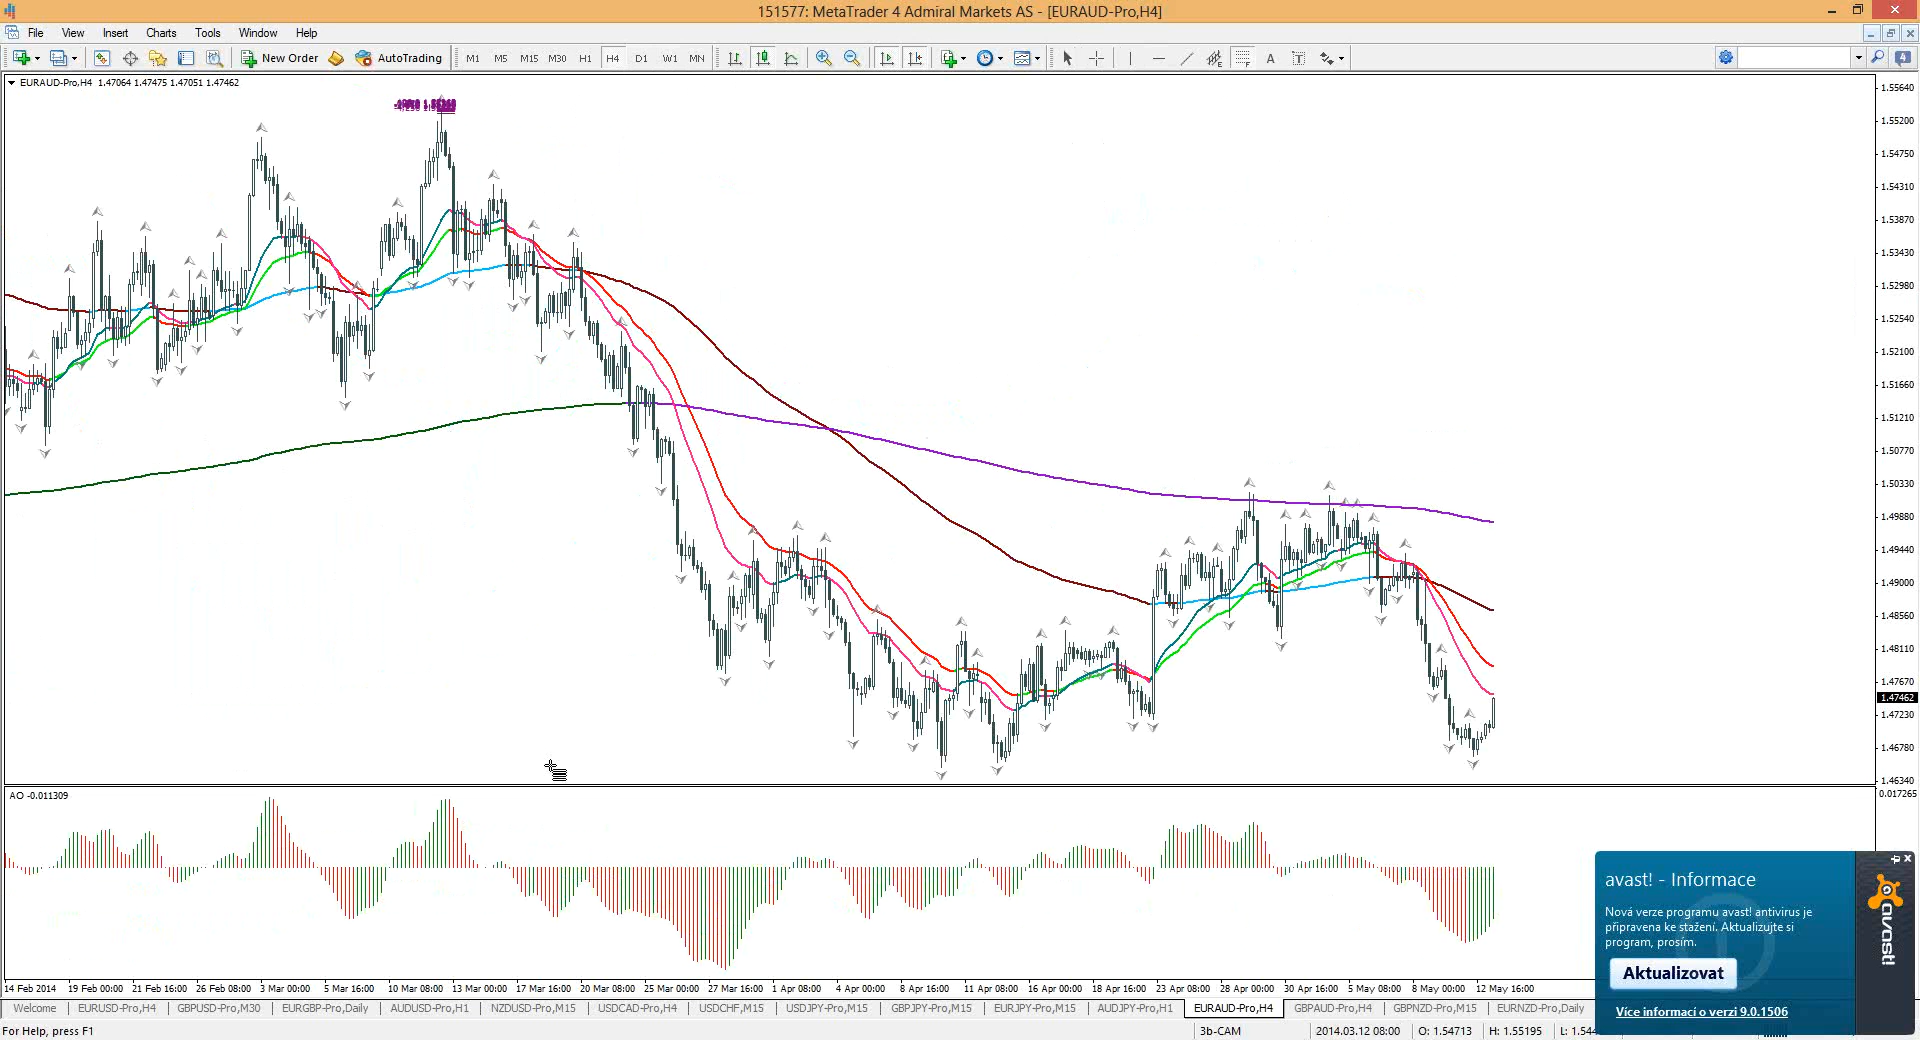 151577: MetaTrader 4 Admiral Markets AS - [EURAUD-Pro,H4]
File View Insert Charts Tools Window Help
New Order AutoTrading M1 M5 M15 M30 H1 H4 D1 W1 MN A T 4
EURAUD-Pro,H4 1.47064 1.47475 1.47051 1.47462
1.55640
1.55200
1.54750
1.54310
1.53870
1.53430
1.52980
1.52540
1.52100
1.51660
1.51210
1.50770
1.50330
1.49880
1.49440
1.49000
1.48560
1.48110
1.47670
1.47462
1.47230
1.46780
1.46340
AO -0.011309
0.017265
avast! - Informace
Nová verze programu avast! antivirus je
připravena ke stažení. Aktualizujte si
program, prosím.
Aktualizovat
Více informací o verzi 9.0.1506
avast!
14 Feb 2014 19 Feb 00:00 21 Feb 16:00 26 Feb 08:00 3 Mar 00:00 5 Mar 16:00 10 Mar 08:00 13 Mar 00:00 17 Mar 16:00 20 Mar 08:00 25 Mar 00:00 27 Mar 16:00 1 Apr 08:00 4 Apr 00:00 8 Apr 16:00 11 Apr 08:00 16 Apr 00:00 18 Apr 16:00 23 Apr 08:00 28 Apr 00:00 30 Apr 16:00 5 May 08:00 8 May 00:00 12 May 16:00
Welcome EURUSD-Pro,H4 GBPUSD-Pro,M30 EURGBP-Pro,Daily AUDUSD-Pro,H1 NZDUSD-Pro,M15 USDCAD-Pro,H4 USDCHF,M15 USDJPY-Pro,M15 GBPJPY-Pro,M15 EURJPY-Pro,M15 AUDJPY-Pro,H1 EURAUD-Pro,H4 GBPAUD-Pro,H4 GBPNZD-Pro,M15 EURNZD-Pro,Daily
For Help, press F1 3b-CAM 2014.03.12 08:00 O: 1.54713 H: 1.55195 L: 1.544